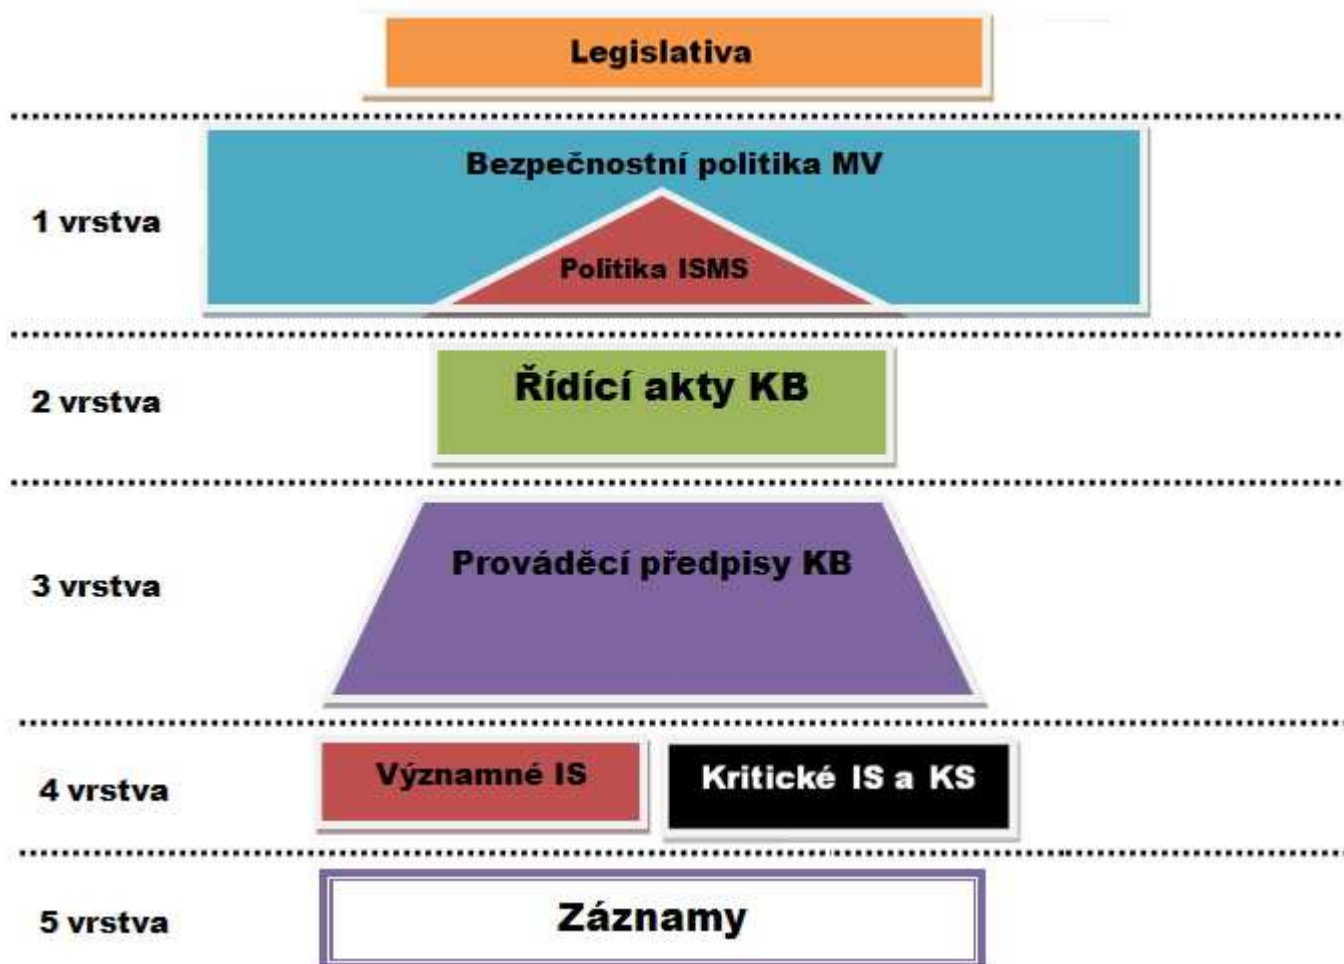 Legislativa
Bezpečnostní politika MV
1 vrstva
Politika ISMS
Řídící akty KB
2 vrstva
Prováděcí předpisy KB
3 vrstva
Významné IS
Kritické IS a KS
4 vrstva
Záznamy
5 vrstva